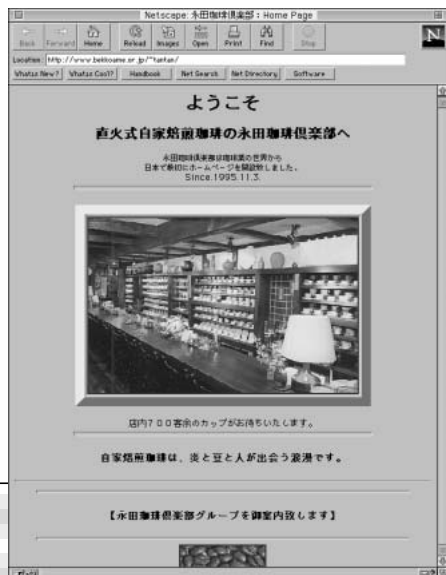 Netscape: 永田珈琲倶楽部 : Home Page
Back Forward Home Reload Images Open Print Find Stop
N
Location: http://www.bekkoame.or.jp/~tantan/
What's New? What's Cool? Handbook Net Search Net Directory Software
ようこそ
直火式自家焙煎珈琲の永田珈琲倶楽部へ
永田珈琲倶楽部は珈琲業の世界から
日本で最初にホームページを開設致しました。
Since.1995.11.3.
店内700客余のカップがお待ちいたします。
自家焙煎珈琲は、炎と豆と人が出会う浪漫です。
【永田珈琲倶楽部グループを御案内致します】